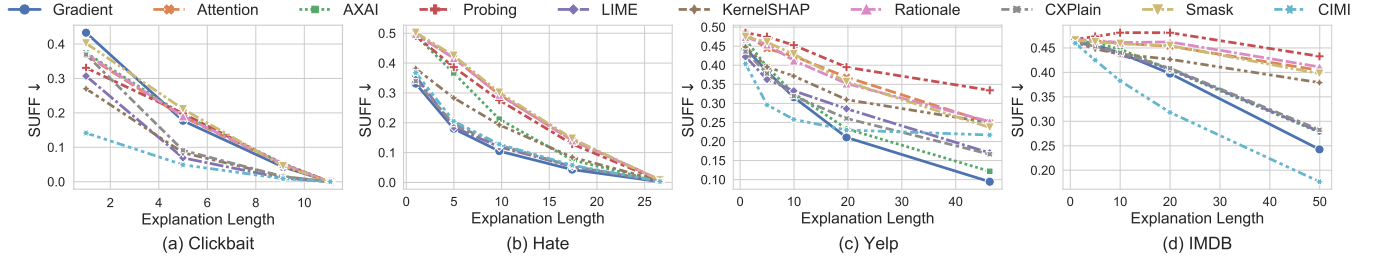 Gradient Attention AXAI Probing LIME KernelSHAP Rationale CXPlain Smask CIMI
SUFF ↓
0.4
0.3
0.2
0.1
0.0
2 4 6 8 10
Explanation Length
(a) Clickbait
SUFF ↓
0.5
0.4
0.3
0.2
0.1
0.0
0 5 10 15 20 25
Explanation Length
(b) Hate
SUFF ↓
0.50
0.45
0.40
0.35
0.30
0.25
0.20
0.15
0.10
0 10 20 30 40
Explanation Length
(c) Yelp
SUFF ↓
0.45
0.40
0.35
0.30
0.25
0.20
0 10 20 30 40 50
Explanation Length
(d) IMDB